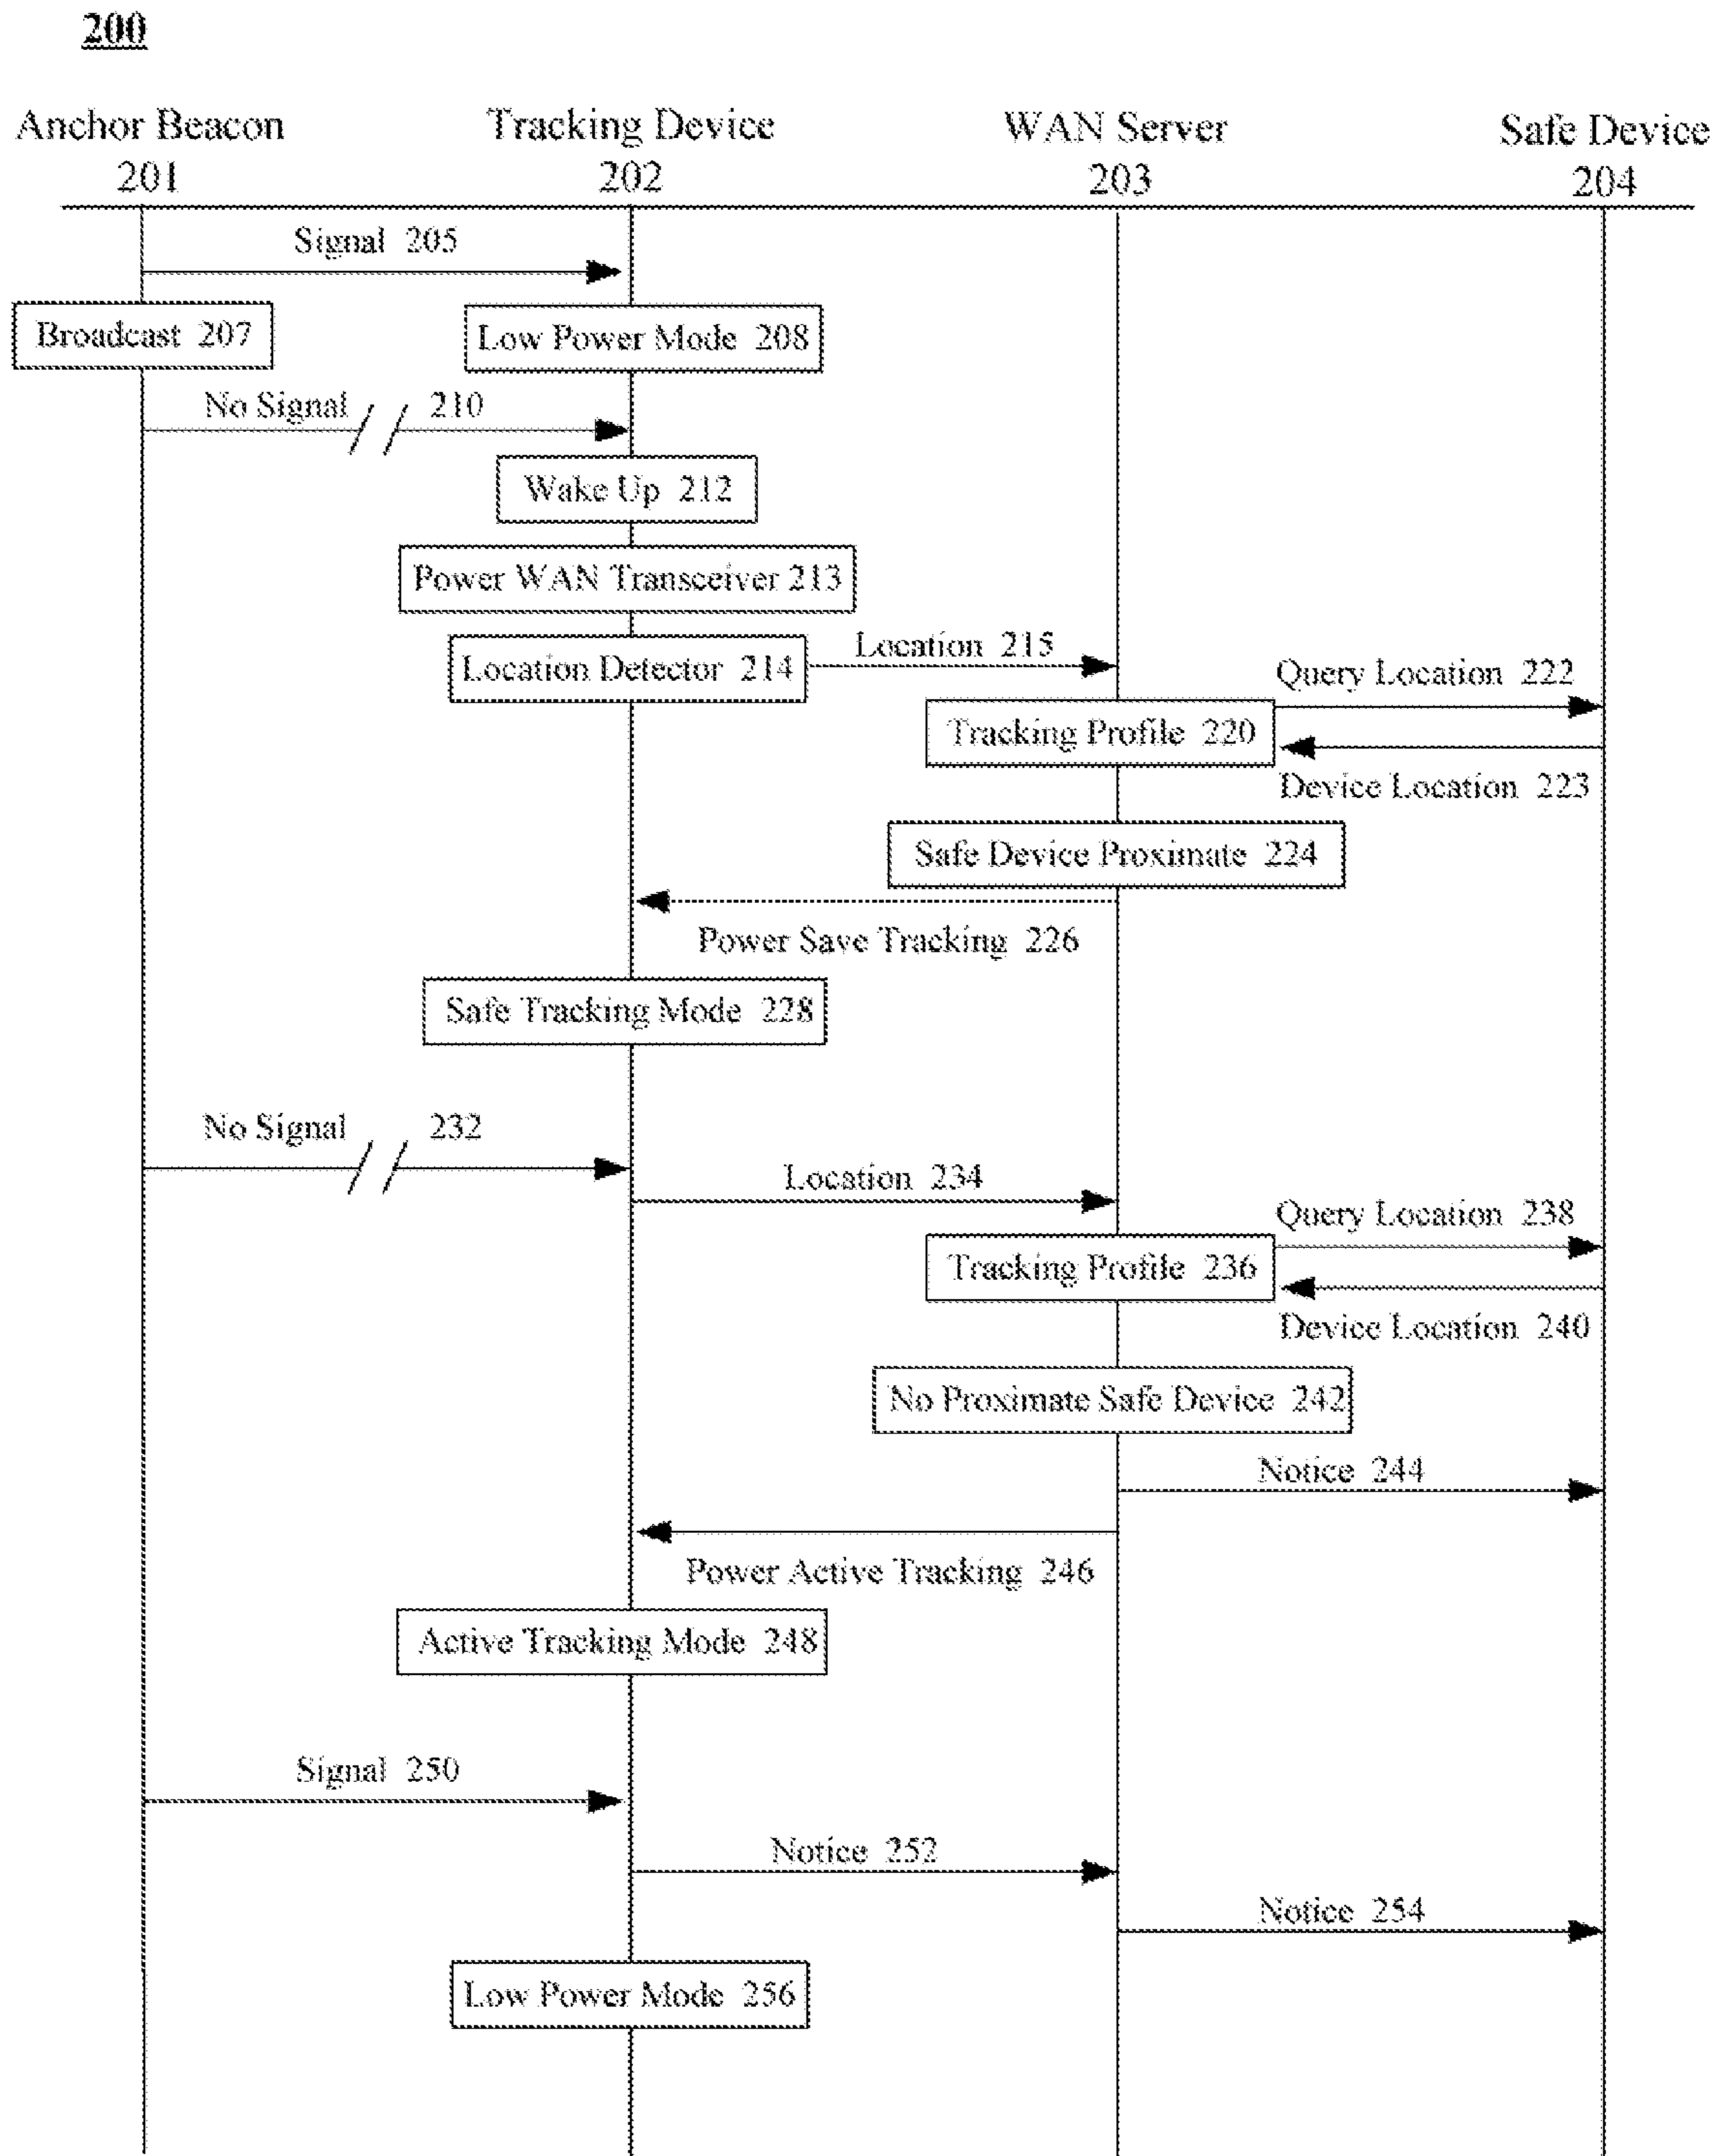 200
Anchor Beacon
201
Tracking Device
202
WAN Server
203
Safe Device
204
Signal 205
Broadcast 207
Low Power Mode 208
No Signal 210
Wake Up 212
Power WAN Transceiver 213
Location Detector 214
Location 215
Query Location 222
Tracking Profile 220
Device Location 223
Safe Device Proximate 224
Power Save Tracking 226
Safe Tracking Mode 228
No Signal 232
Location 234
Query Location 238
Tracking Profile 236
Device Location 240
No Proximate Safe Device 242
Notice 244
Power Active Tracking 246
Active Tracking Mode 248
Signal 250
Notice 252
Notice 254
Low Power Mode 256